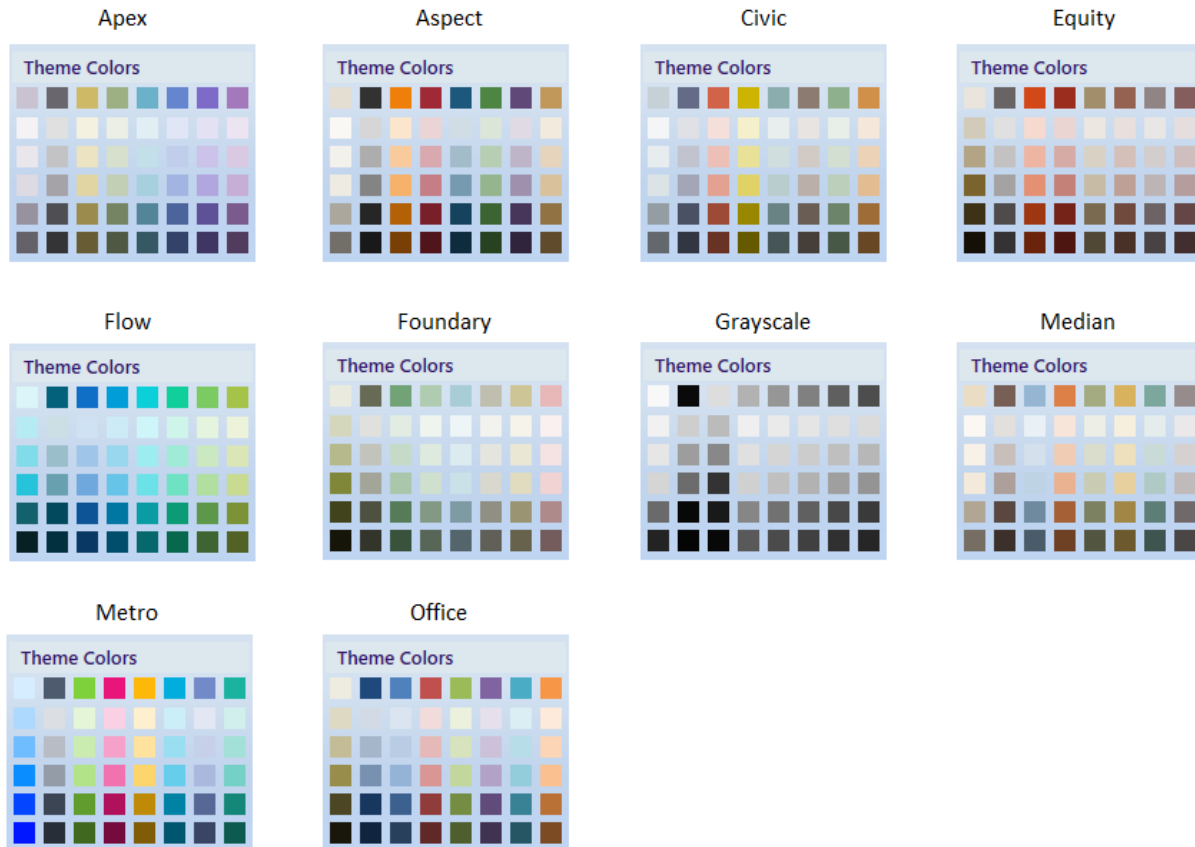 Apex Aspect Civic Equity
Theme Colors Theme Colors Theme Colors Theme Colors
Flow Foundary Grayscale Median
Theme Colors Theme Colors Theme Colors Theme Colors
Metro Office
Theme Colors Theme Colors